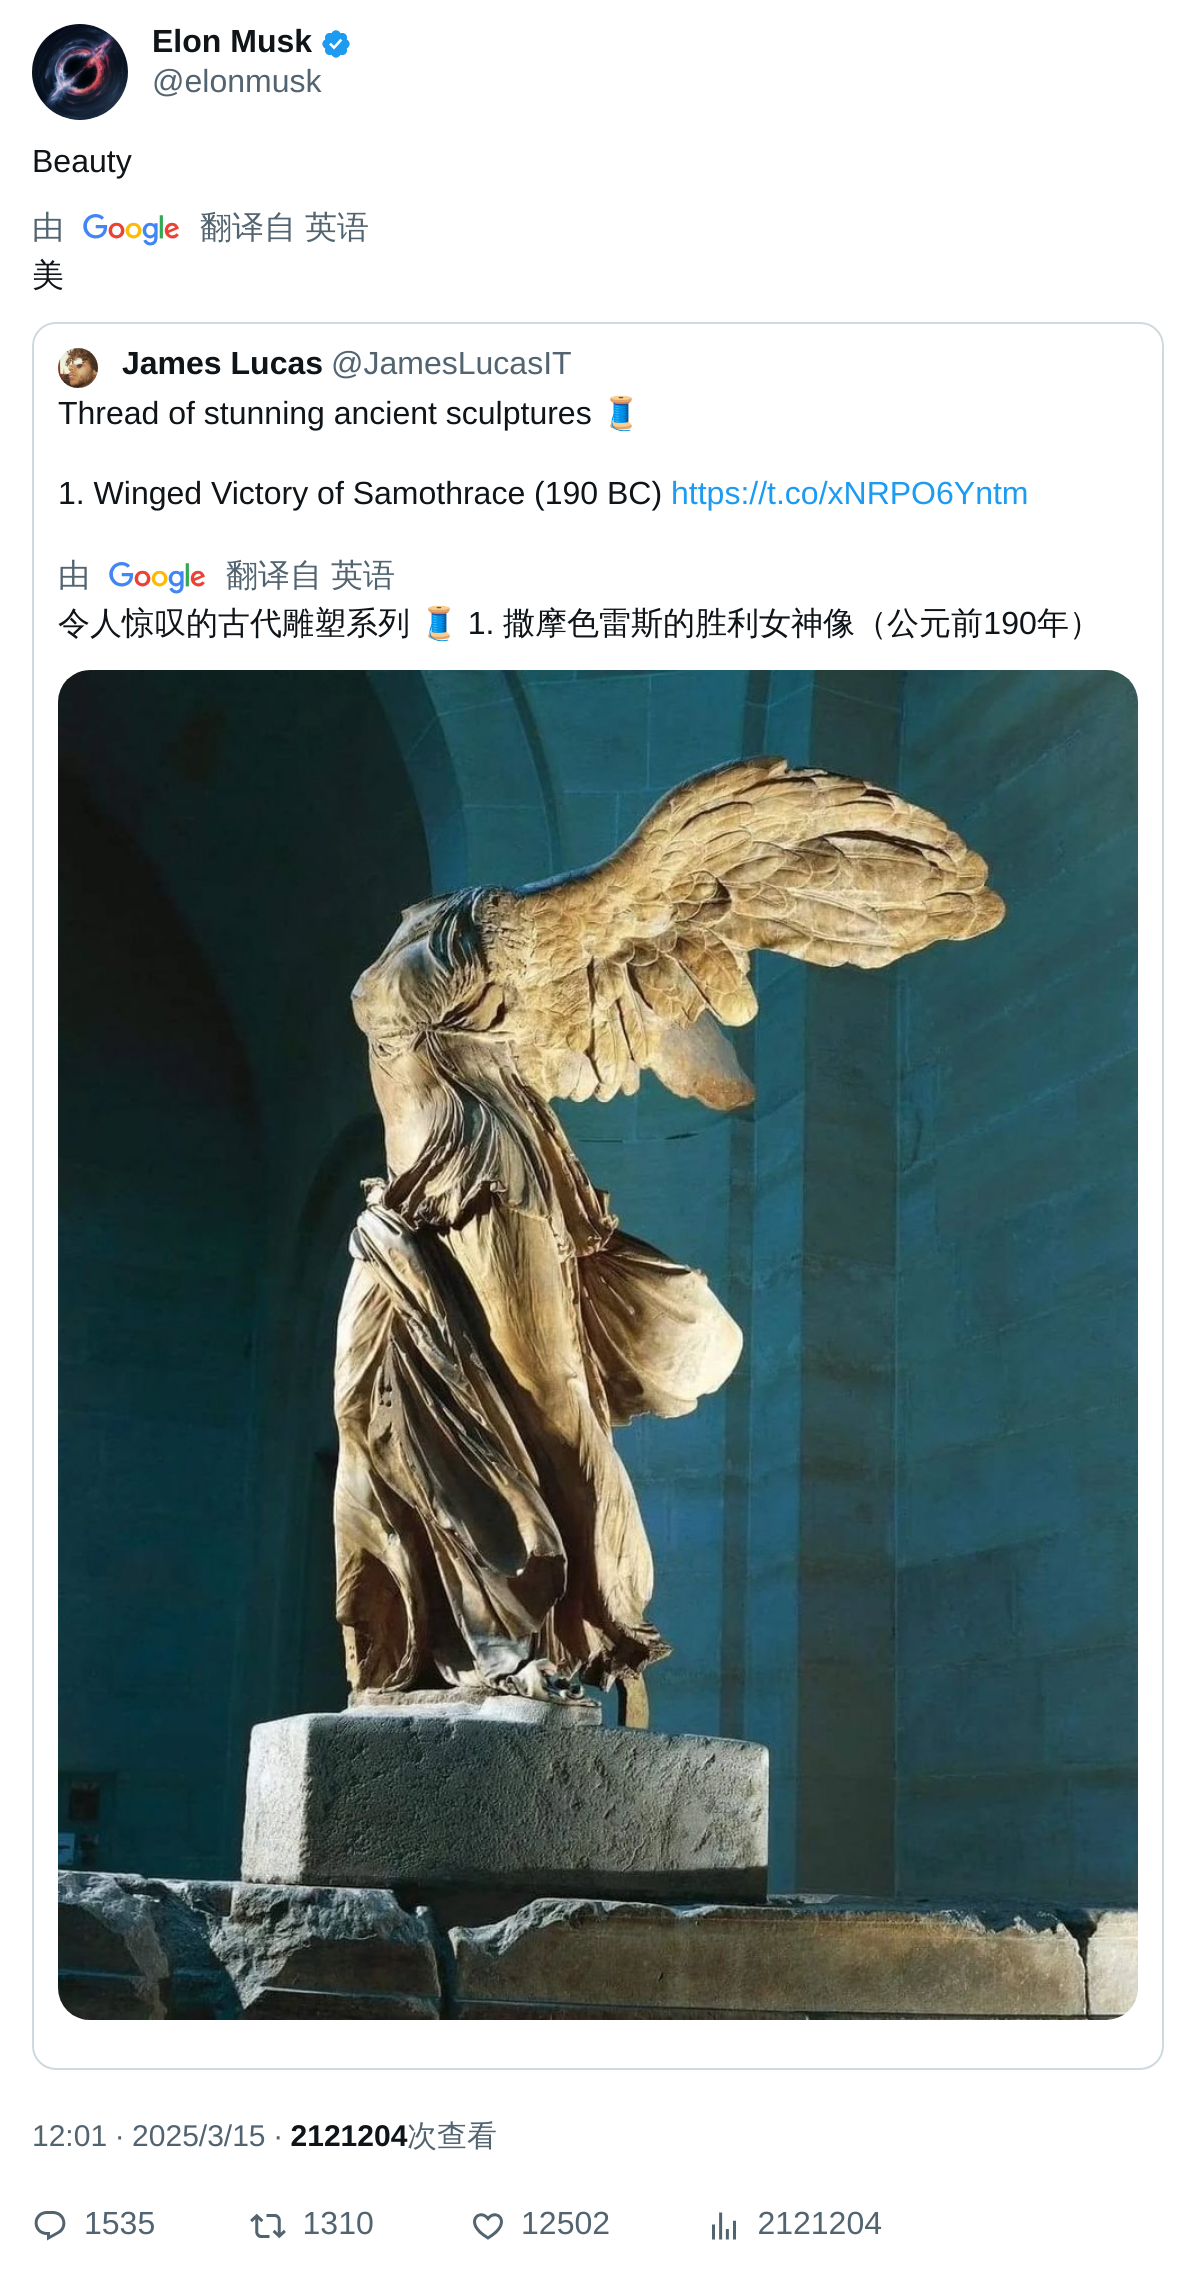 Elon Musk
@elonmusk
Beauty
由 Google 翻译自 英语
美
James Lucas @JamesLucasIT
Thread of stunning ancient sculptures 🧵
1. Winged Victory of Samothrace (190 BC) https://t.co/xNRPO6Yntm
由 Google 翻译自 英语
令人惊叹的古代雕塑系列 🧵 1. 撒摩色雷斯的胜利女神像（公元前190年）
12:01 · 2025/3/15 · 2121204次查看
1535 1310 12502 2121204